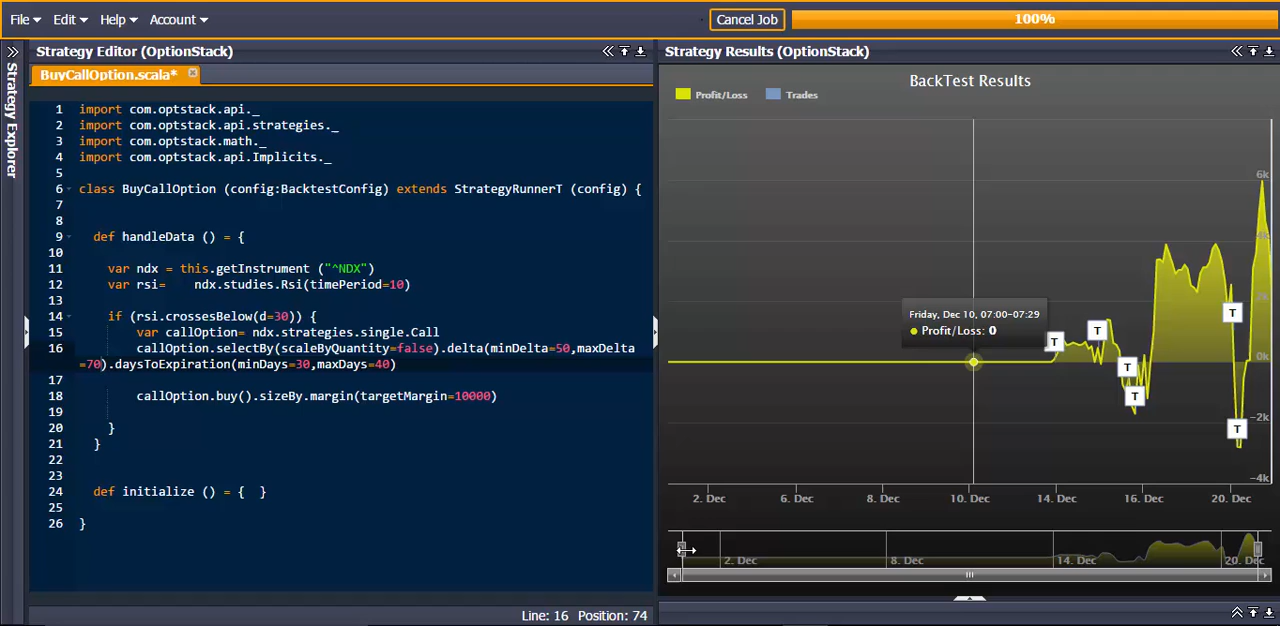 File Edit Help Account Cancel Job 100%
Strategy Explorer
Strategy Editor (OptionStack)
BuyCallOption.scala*
1 import com.optstack.api._
2 import com.optstack.api.strategies._
3 import com.optstack.math._
4 import com.optstack.api.Implicits._
5
6 class BuyCallOption (config:BacktestConfig) extends StrategyRunnerT (config) {
7
8
9 def handleData () = {
10
11 var ndx = this.getInstrument ("^NDX")
12 var rsi= ndx.studies.Rsi(timePeriod=10)
13
14 if (rsi.crossesBelow(d=30)) {
15 var callOption= ndx.strategies.single.Call
16 callOption.selectBy(scaleByQuantity=false).delta(minDelta=50,maxDelta
=70).daysToExpiration(minDays=30,maxDays=40)
17
18 callOption.buy().sizeBy.margin(targetMargin=10000)
19
20 }
21 }
22
23
24 def initialize () = { }
25
26 }
Line: 16 Position: 74
Strategy Results (OptionStack)
BackTest Results
Profit/Loss Trades
6k
4k
2k
0k
-2k
-4k
Friday, Dec 10, 07:00-07:29
Profit/Loss: 0
T T T T T T
2. Dec 6. Dec 8. Dec 10. Dec 14. Dec 16. Dec 20. Dec
2. Dec 8. Dec 14. Dec 20. Dec